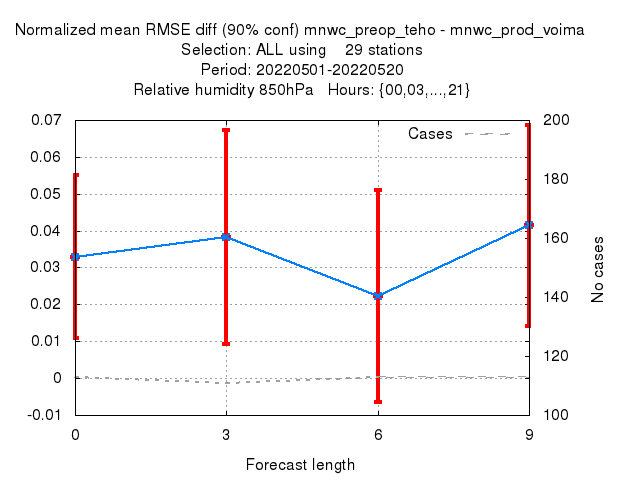 Normalized mean RMSE diff (90% conf) mnwc_preop_teho - mnwc_prod_voima
Selection: ALL using 29 stations
Period: 20220501-20220520
Relative humidity 850hPa Hours: {00,03,...,21}
0.07
0.06
0.05
0.04
0.03
0.02
0.01
0
-0.01
Cases
200
180
160
140
120
100
No cases
0 3 6 9
Forecast length